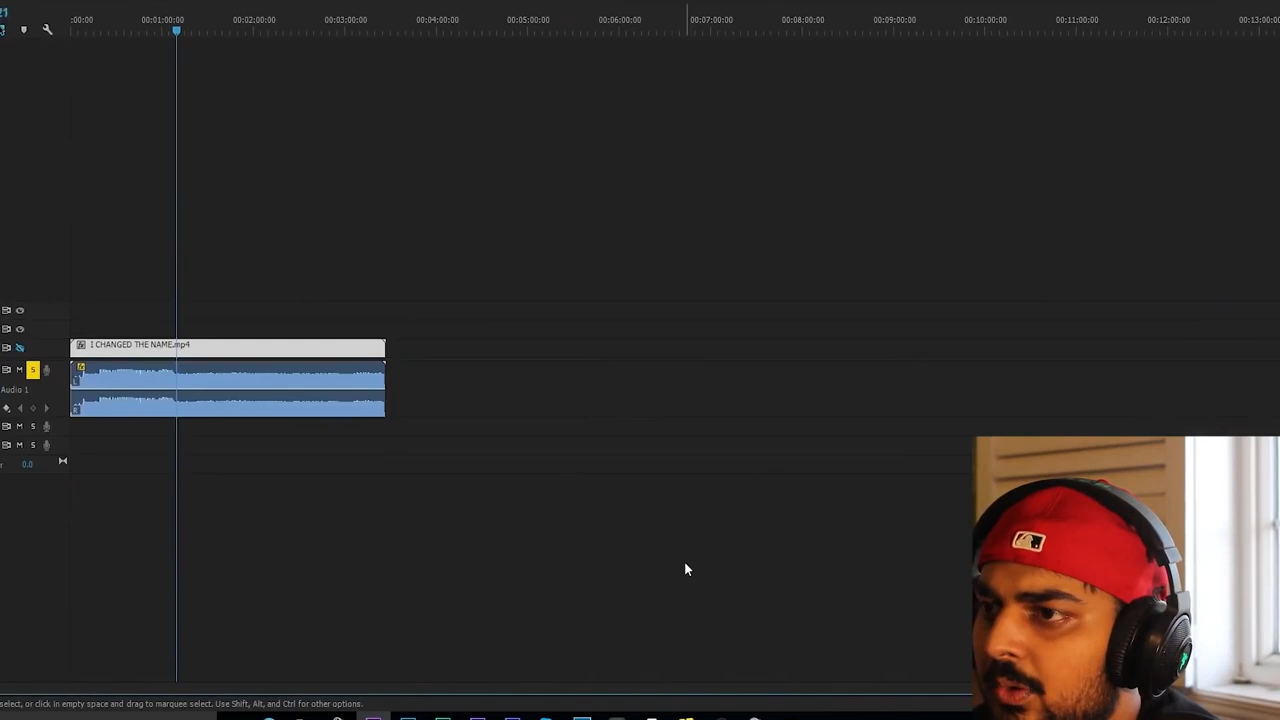 21
:00:00 00:01:00:00 00:02:00:00 00:03:00:00 00:04:00:00 00:05:00:00 00:06:00:00 00:07:00:00 00:08:00:00 00:09:00:00 00:10:00:00 00:11:00:00 00:12:00:00 00:13:00:00
fx I CHANGED THE NAME.mp4
M S fx
L
Audio 1
R
M S
M S
r 0.0
select, or click in empty space and drag to marquee select. Use Shift, Alt, and Ctrl for other options.